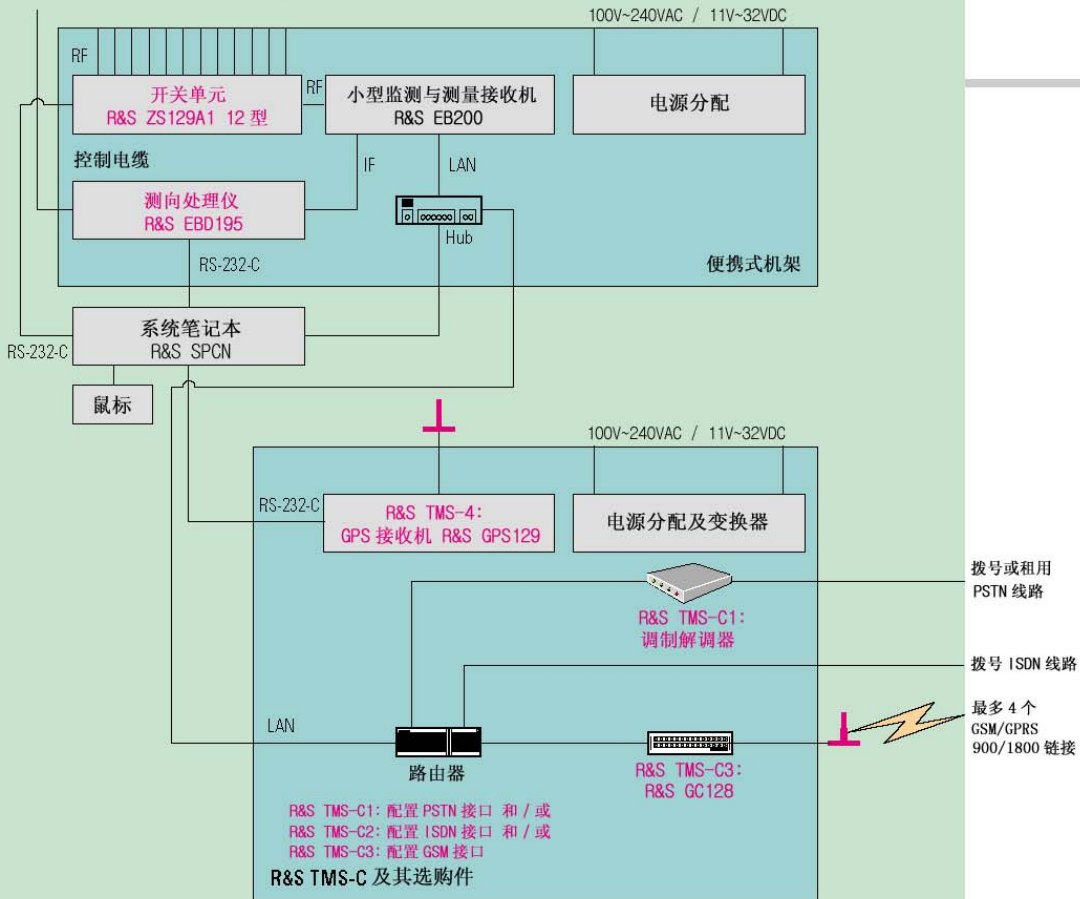 100V~240VAC / 11V~32VDC
RF
开关单元
R&S ZS129A1 12 型
RF
小型监测与测量接收机
R&S EB200
电源分配
控制电缆
IF
LAN
测向处理仪
R&S EBD195
Hub
RS-232-C
便携式机架
系统笔记本
R&S SPCN
RS-232-C
鼠标
100V~240VAC / 11V~32VDC
RS-232-C
R&S TMS-4:
GPS 接收机 R&S GPS129
电源分配及变换器
拨号或租用
PSTN 线路
R&S TMS-C1:
调制解调器
拨号 ISDN 线路
最多 4 个
GSM/GPRS
900/1800 链接
LAN
路由器
R&S TMS-C3:
R&S GC128
R&S TMS-C1: 配置 PSTN 接口 和 / 或
R&S TMS-C2: 配置 ISDN 接口 和 / 或
R&S TMS-C3: 配置 GSM 接口
R&S TMS-C 及其选购件